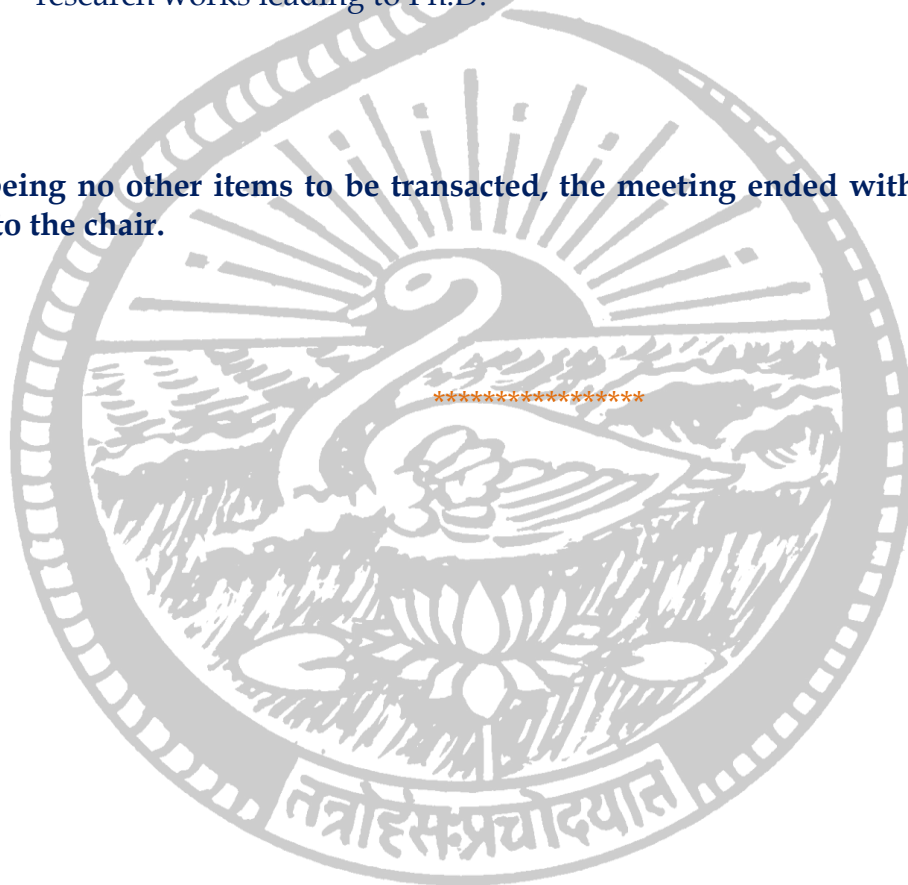 research works leading to Ph.D.
being no other items to be transacted, the meeting ended with
to the chair.
*****************
तन्नोहंसःप्रचोदयात्